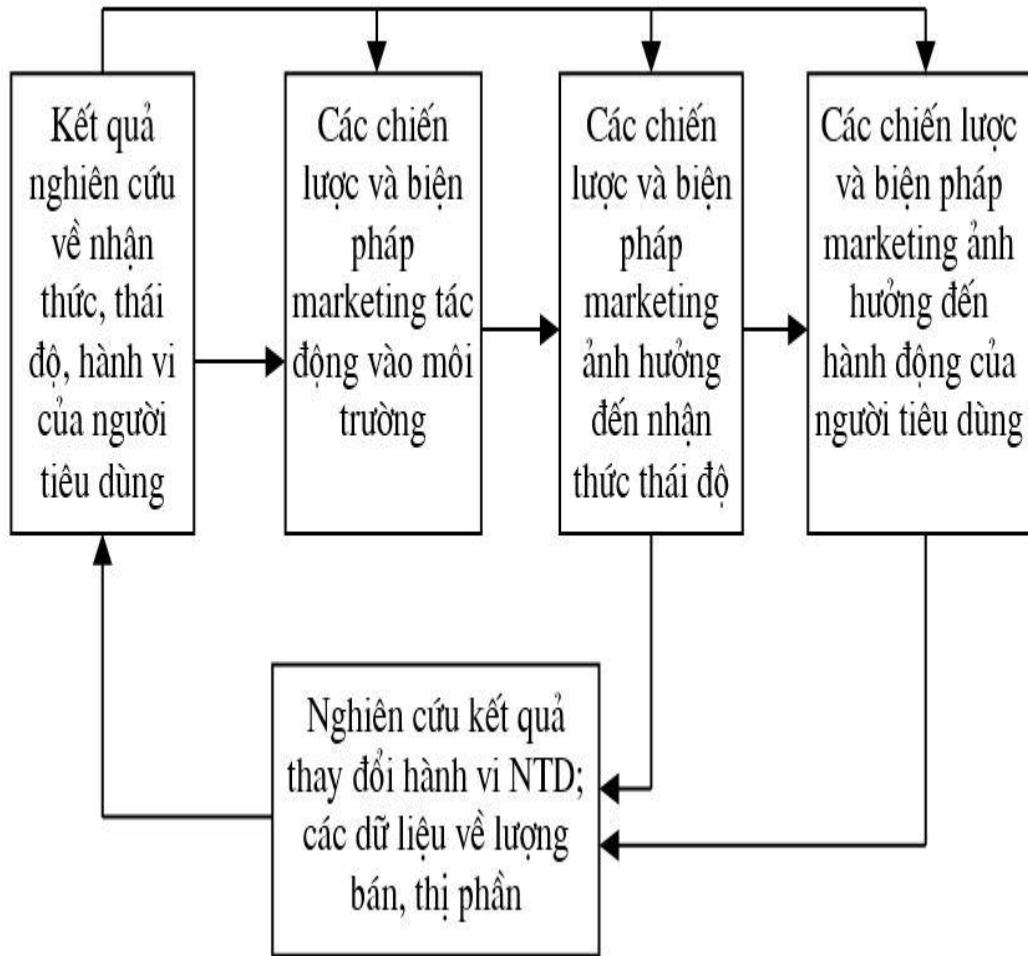 Kết quả
nghiên cứu
về nhận
thức, thái
độ, hành vi
của người
tiêu dùng
Các chiến
lược và biện
pháp
marketing tác
động vào môi
trường
Các chiến
lược và biện
pháp
marketing
ảnh hưởng
đến nhận
thức thái độ
Các chiến lược
và biện pháp
marketing ảnh
hưởng đến
hành động của
người tiêu dùng
Nghiên cứu kết quả
thay đổi hành vi NTD;
các dữ liệu về lượng
bán, thị phần